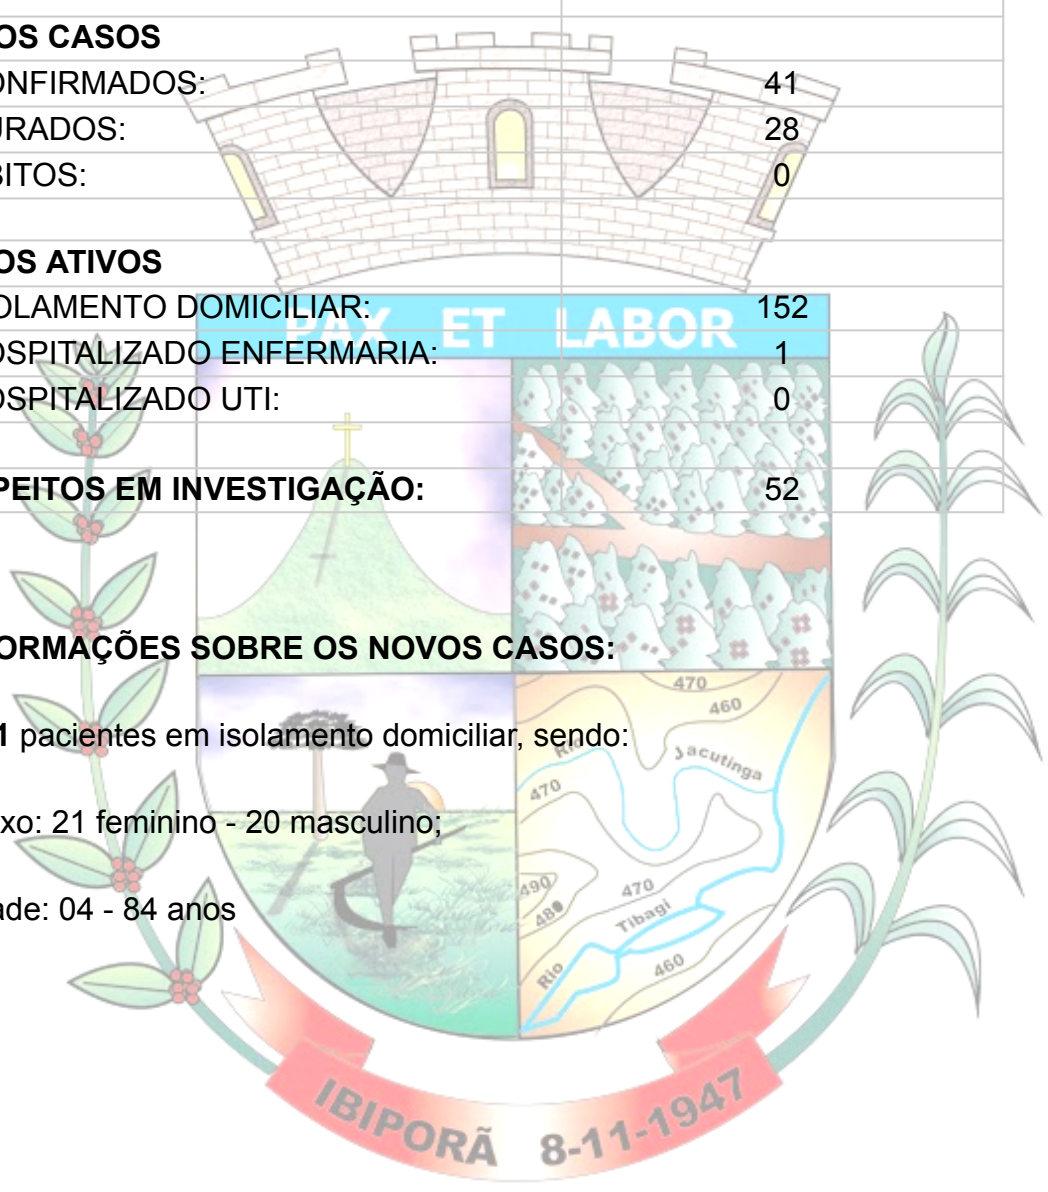 OS CASOS
ONFIRMADOS: 41
URADOS: 28
BITOS: 0
OS ATIVOS
OLAMENTO DOMICILIAR: 152
OSPITALIZADO ENFERMARIA: 1
OSPITALIZADO UTI: 0
PEITOS EM INVESTIGAÇÃO: 52
PAX ET LABOR
ORMAÇÕES SOBRE OS NOVOS CASOS:
1 pacientes em isolamento domiciliar, sendo:
xo: 21 feminino - 20 masculino;
ade: 04 - 84 anos
470
460
Rio Jacutinga
470
490
480
470
Rio Tibagi
460
IBIPORÃ 8-11-1947